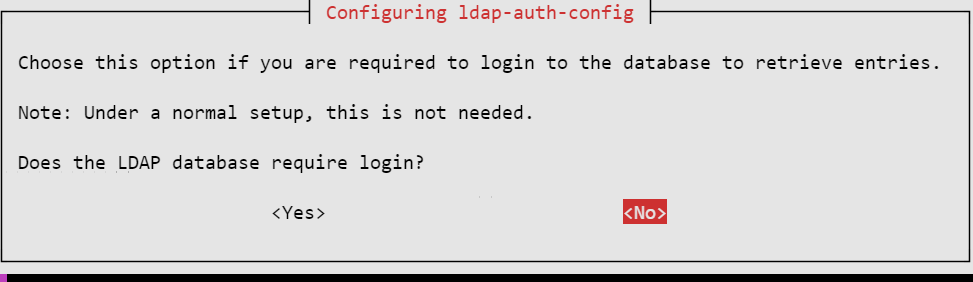 Configuring ldap-auth-config
Choose this option if you are required to login to the database to retrieve entries.
Note: Under a normal setup, this is not needed.
Does the LDAP database require login?
<Yes> <No>